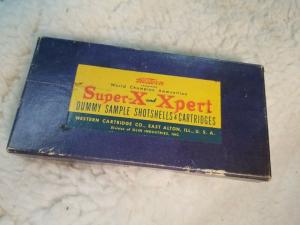 Western
World Champion Ammunition
Super-X and Xpert
DUMMY SAMPLE SHOTSHELLS & CARTRIDGES
WESTERN CARTRIDGE CO., EAST ALTON, ILL., U. S. A.
Division of OLIN INDUSTRIES, INC.